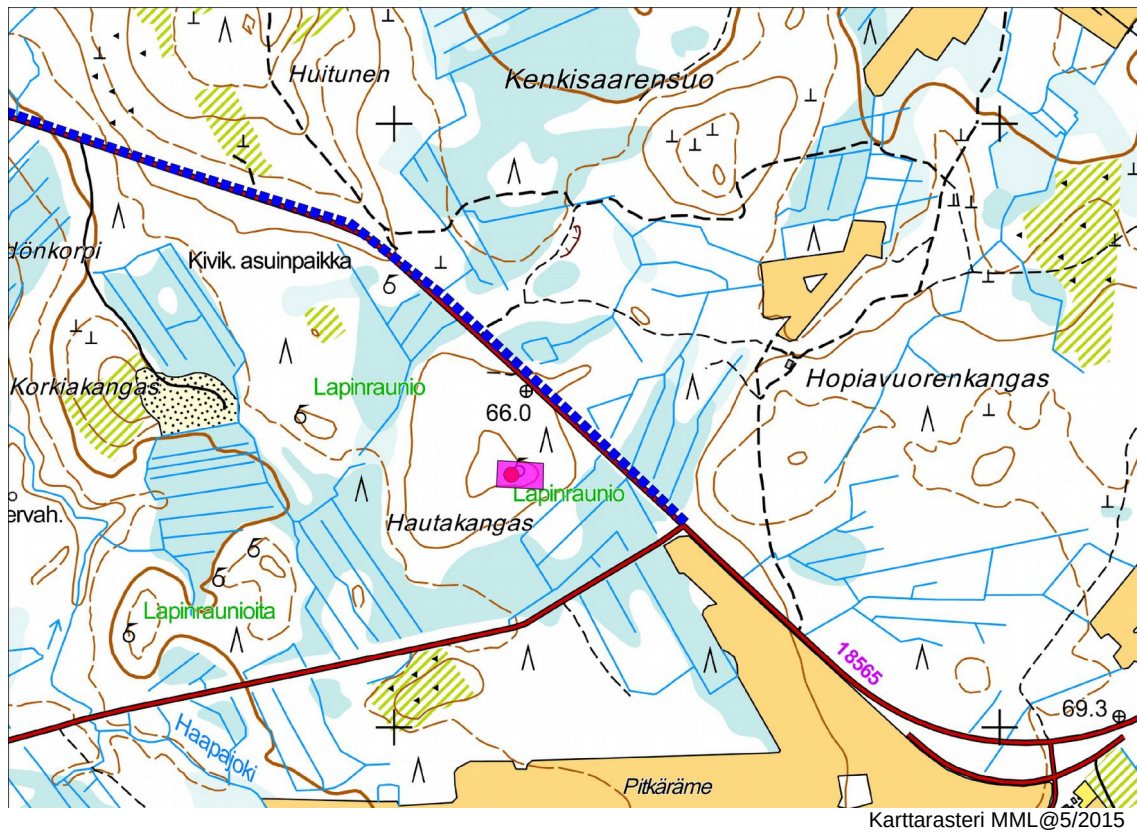 Huitunen
Kenkisaarensuo
Kivik. asuinpaikka
dönkorpi
Korkiakangas
Lapinraunio
66.0
Hopiavuorenkangas
Lapinraunio
Hautakangas
ervah.
Lapinraunioita
18565
69.3
Haapajoki
Pitkäräme
Karttarasteri MML@5/2015